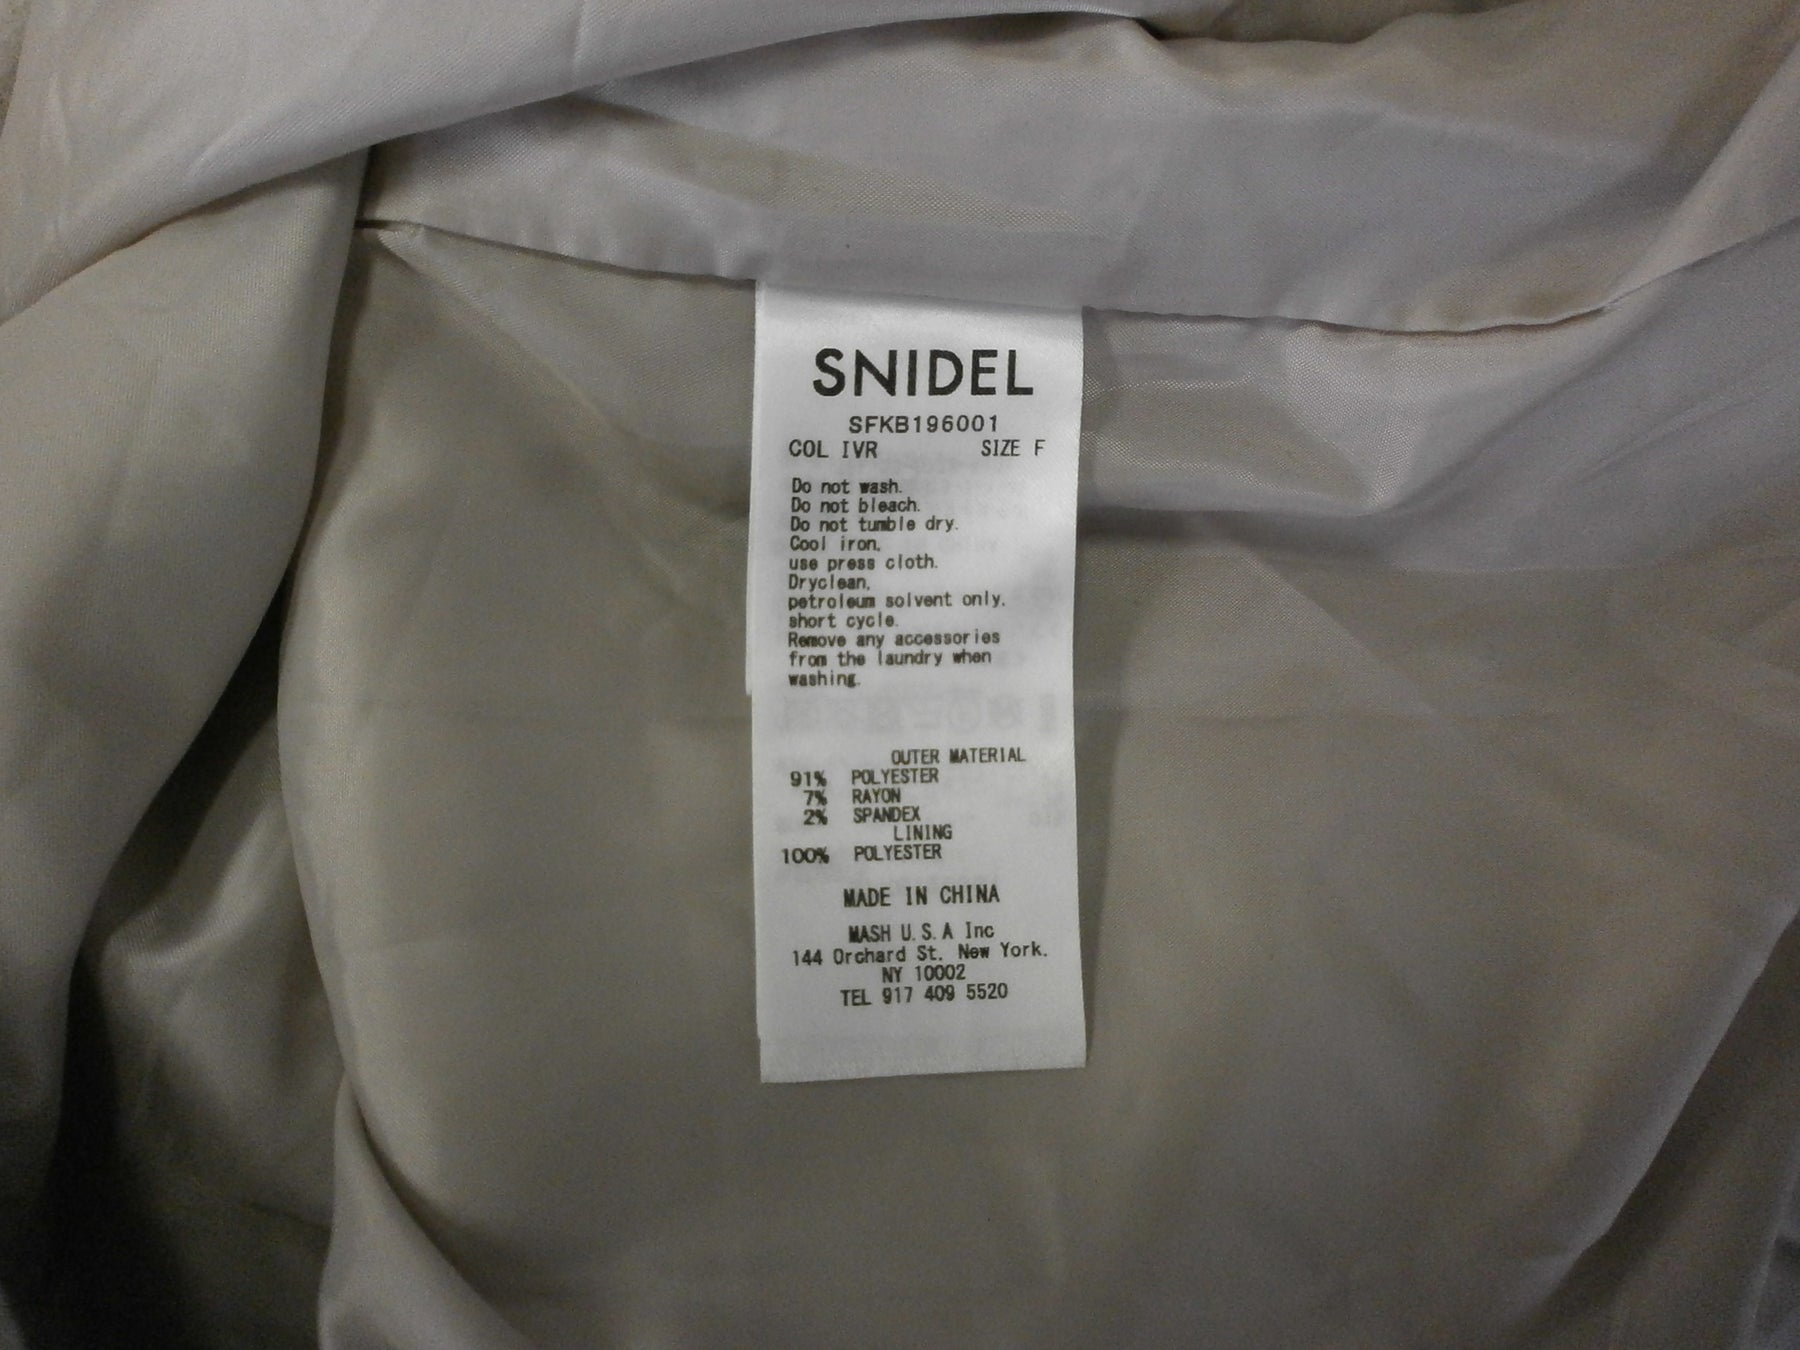 SNIDEL
SFKB196001
COL IVR SIZE F
Do not wash.
Do not bleach.
Do not tumble dry.
Cool iron.
use press cloth.
Dryclean.
petroleum solvent only.
short cycle.
Remove any accessories
from the laundry when
washing.
OUTER MATERIAL
91% POLYESTER
7% RAYON
2% SPANDEX
LINING
100% POLYESTER
MADE IN CHINA
MASH U.S.A Inc
144 Orchard St. New York.
NY 10002
TEL 917 409 5520